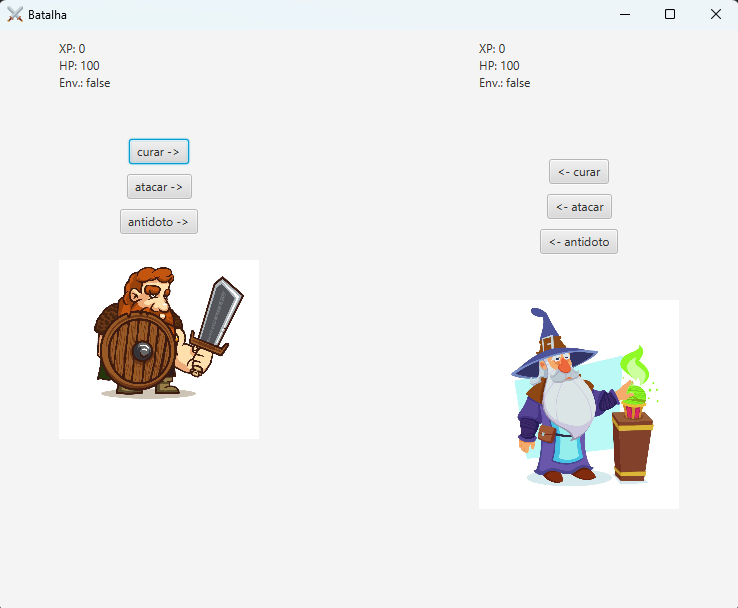 Batalha
XP: 0
HP: 100
Env.: false
curar ->
atacar ->
antidoto ->
XP: 0
HP: 100
Env.: false
<- curar
<- atacar
<- antidoto